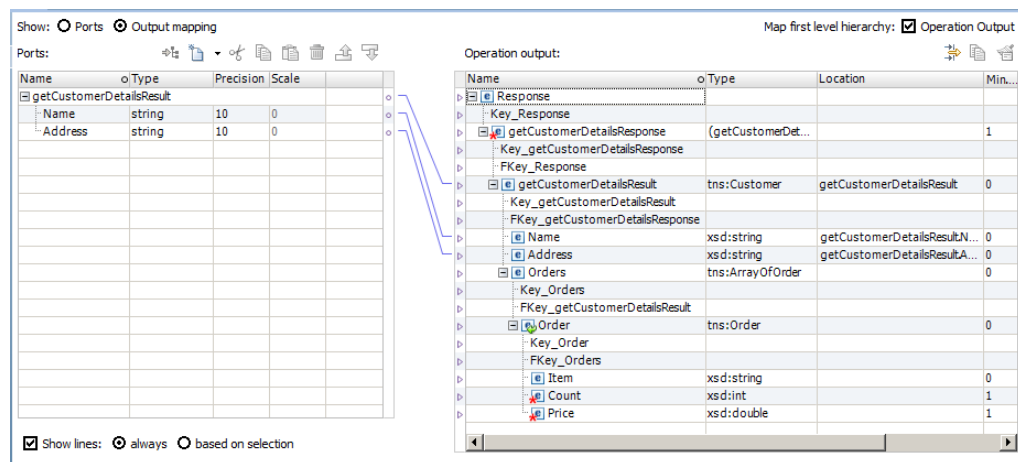 Show: Ports Output mapping Map first level hierarchy: Operation Output
Ports: Operation output:
Name Type Precision Scale Name Type Location Min...
getCustomerDetailsResult Response
Name string 10 0 Key_Response
Address string 10 0 getCustomerDetailsResponse (getCustomerDet... 1
Key_getCustomerDetailsResponse
FKey_Response
getCustomerDetailsResult tns:Customer getCustomerDetailsResult 0
Key_getCustomerDetailsResult
FKey_getCustomerDetailsResponse
Name xsd:string getCustomerDetailsResult.N... 0
Address xsd:string getCustomerDetailsResult.A... 0
Orders tns:ArrayOfOrder 0
Key_Orders
FKey_getCustomerDetailsResult
Order tns:Order 0
Key_Order
FKey_Orders
Item xsd:string 0
Count xsd:int 1
Price xsd:double 1
Show lines: always based on selection